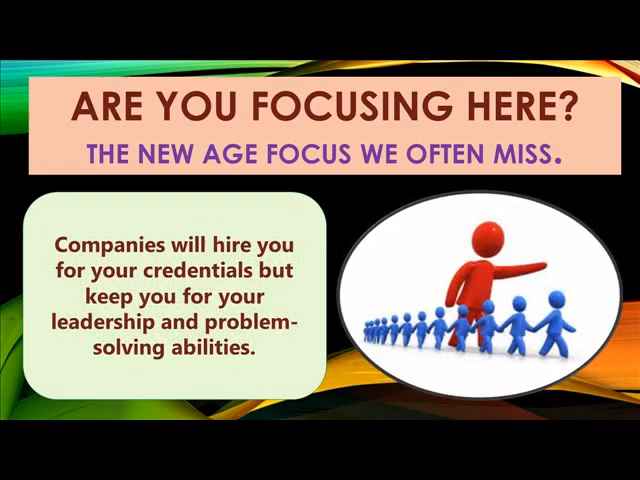 ARE YOU FOCUSING HERE?
THE NEW AGE FOCUS WE OFTEN MISS.
Companies will hire you
for your credentials but
keep you for your
leadership and problem-
solving abilities.